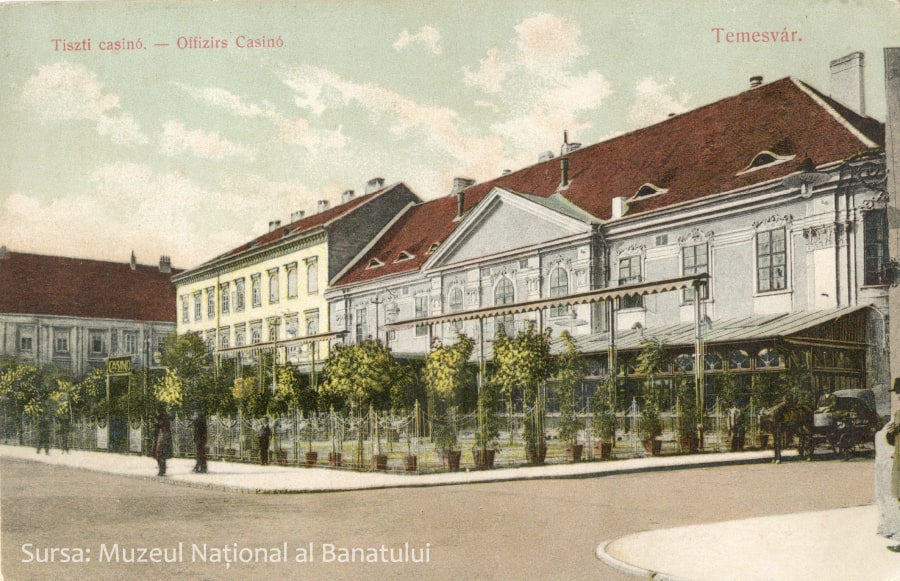 Tiszti casinó. — Offizirs Casinó
Temesvár.
CASINO
Sursa: Muzeul Național al Banatului